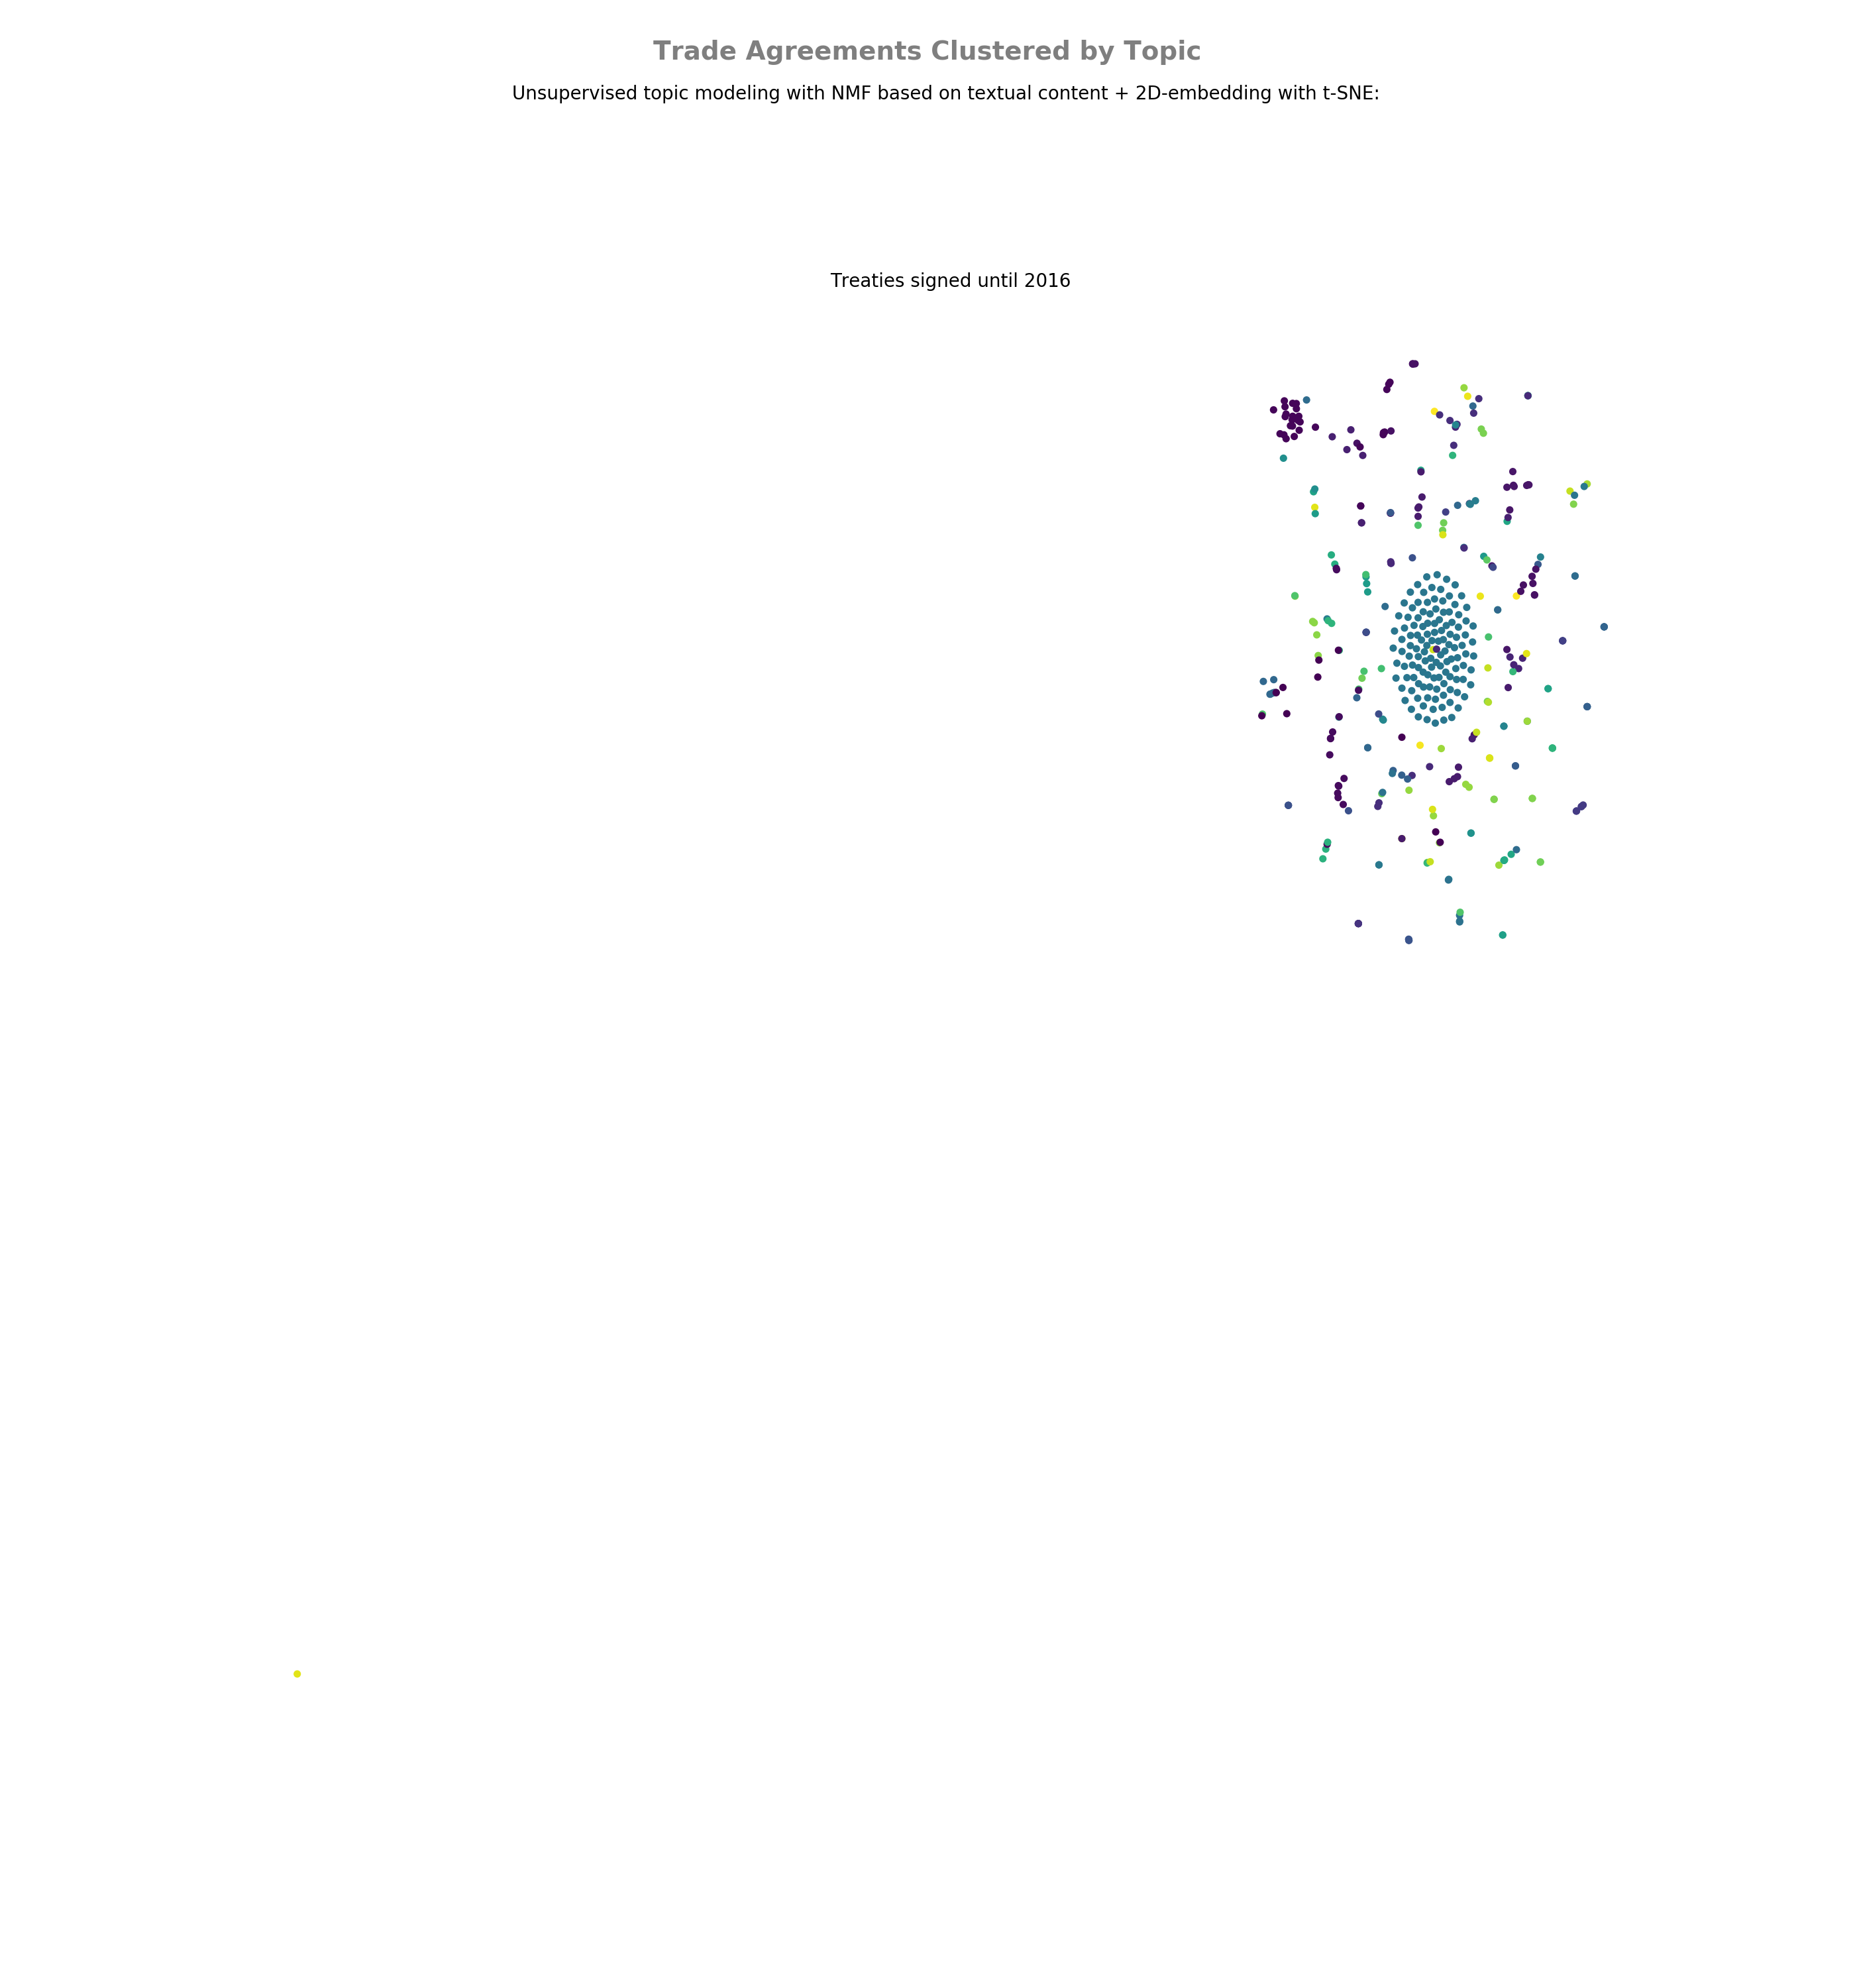 Trade Agreements Clustered by Topic
Unsupervised topic modeling with NMF based on textual content + 2D-embedding with t-SNE:
Treaties signed until 2016